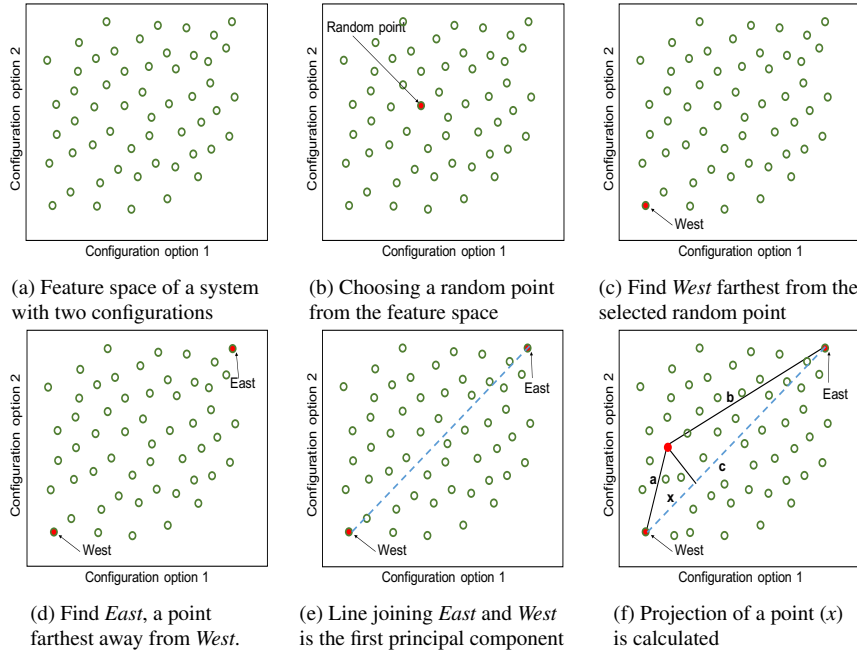 Configuration option 2
Configuration option 1
(a) Feature space of a system
with two configurations
Configuration option 2
Random point
Configuration option 1
(b) Choosing a random point
from the feature space
Configuration option 2
West
Configuration option 1
(c) Find West farthest from the
selected random point
Configuration option 2
East
West
Configuration option 1
(d) Find East, a point
farthest away from West.
Configuration option 2
East
West
Configuration option 1
(e) Line joining East and West
is the first principal component
Configuration option 2
East
b
c
a
x
West
Configuration option 1
(f) Projection of a point (x)
is calculated